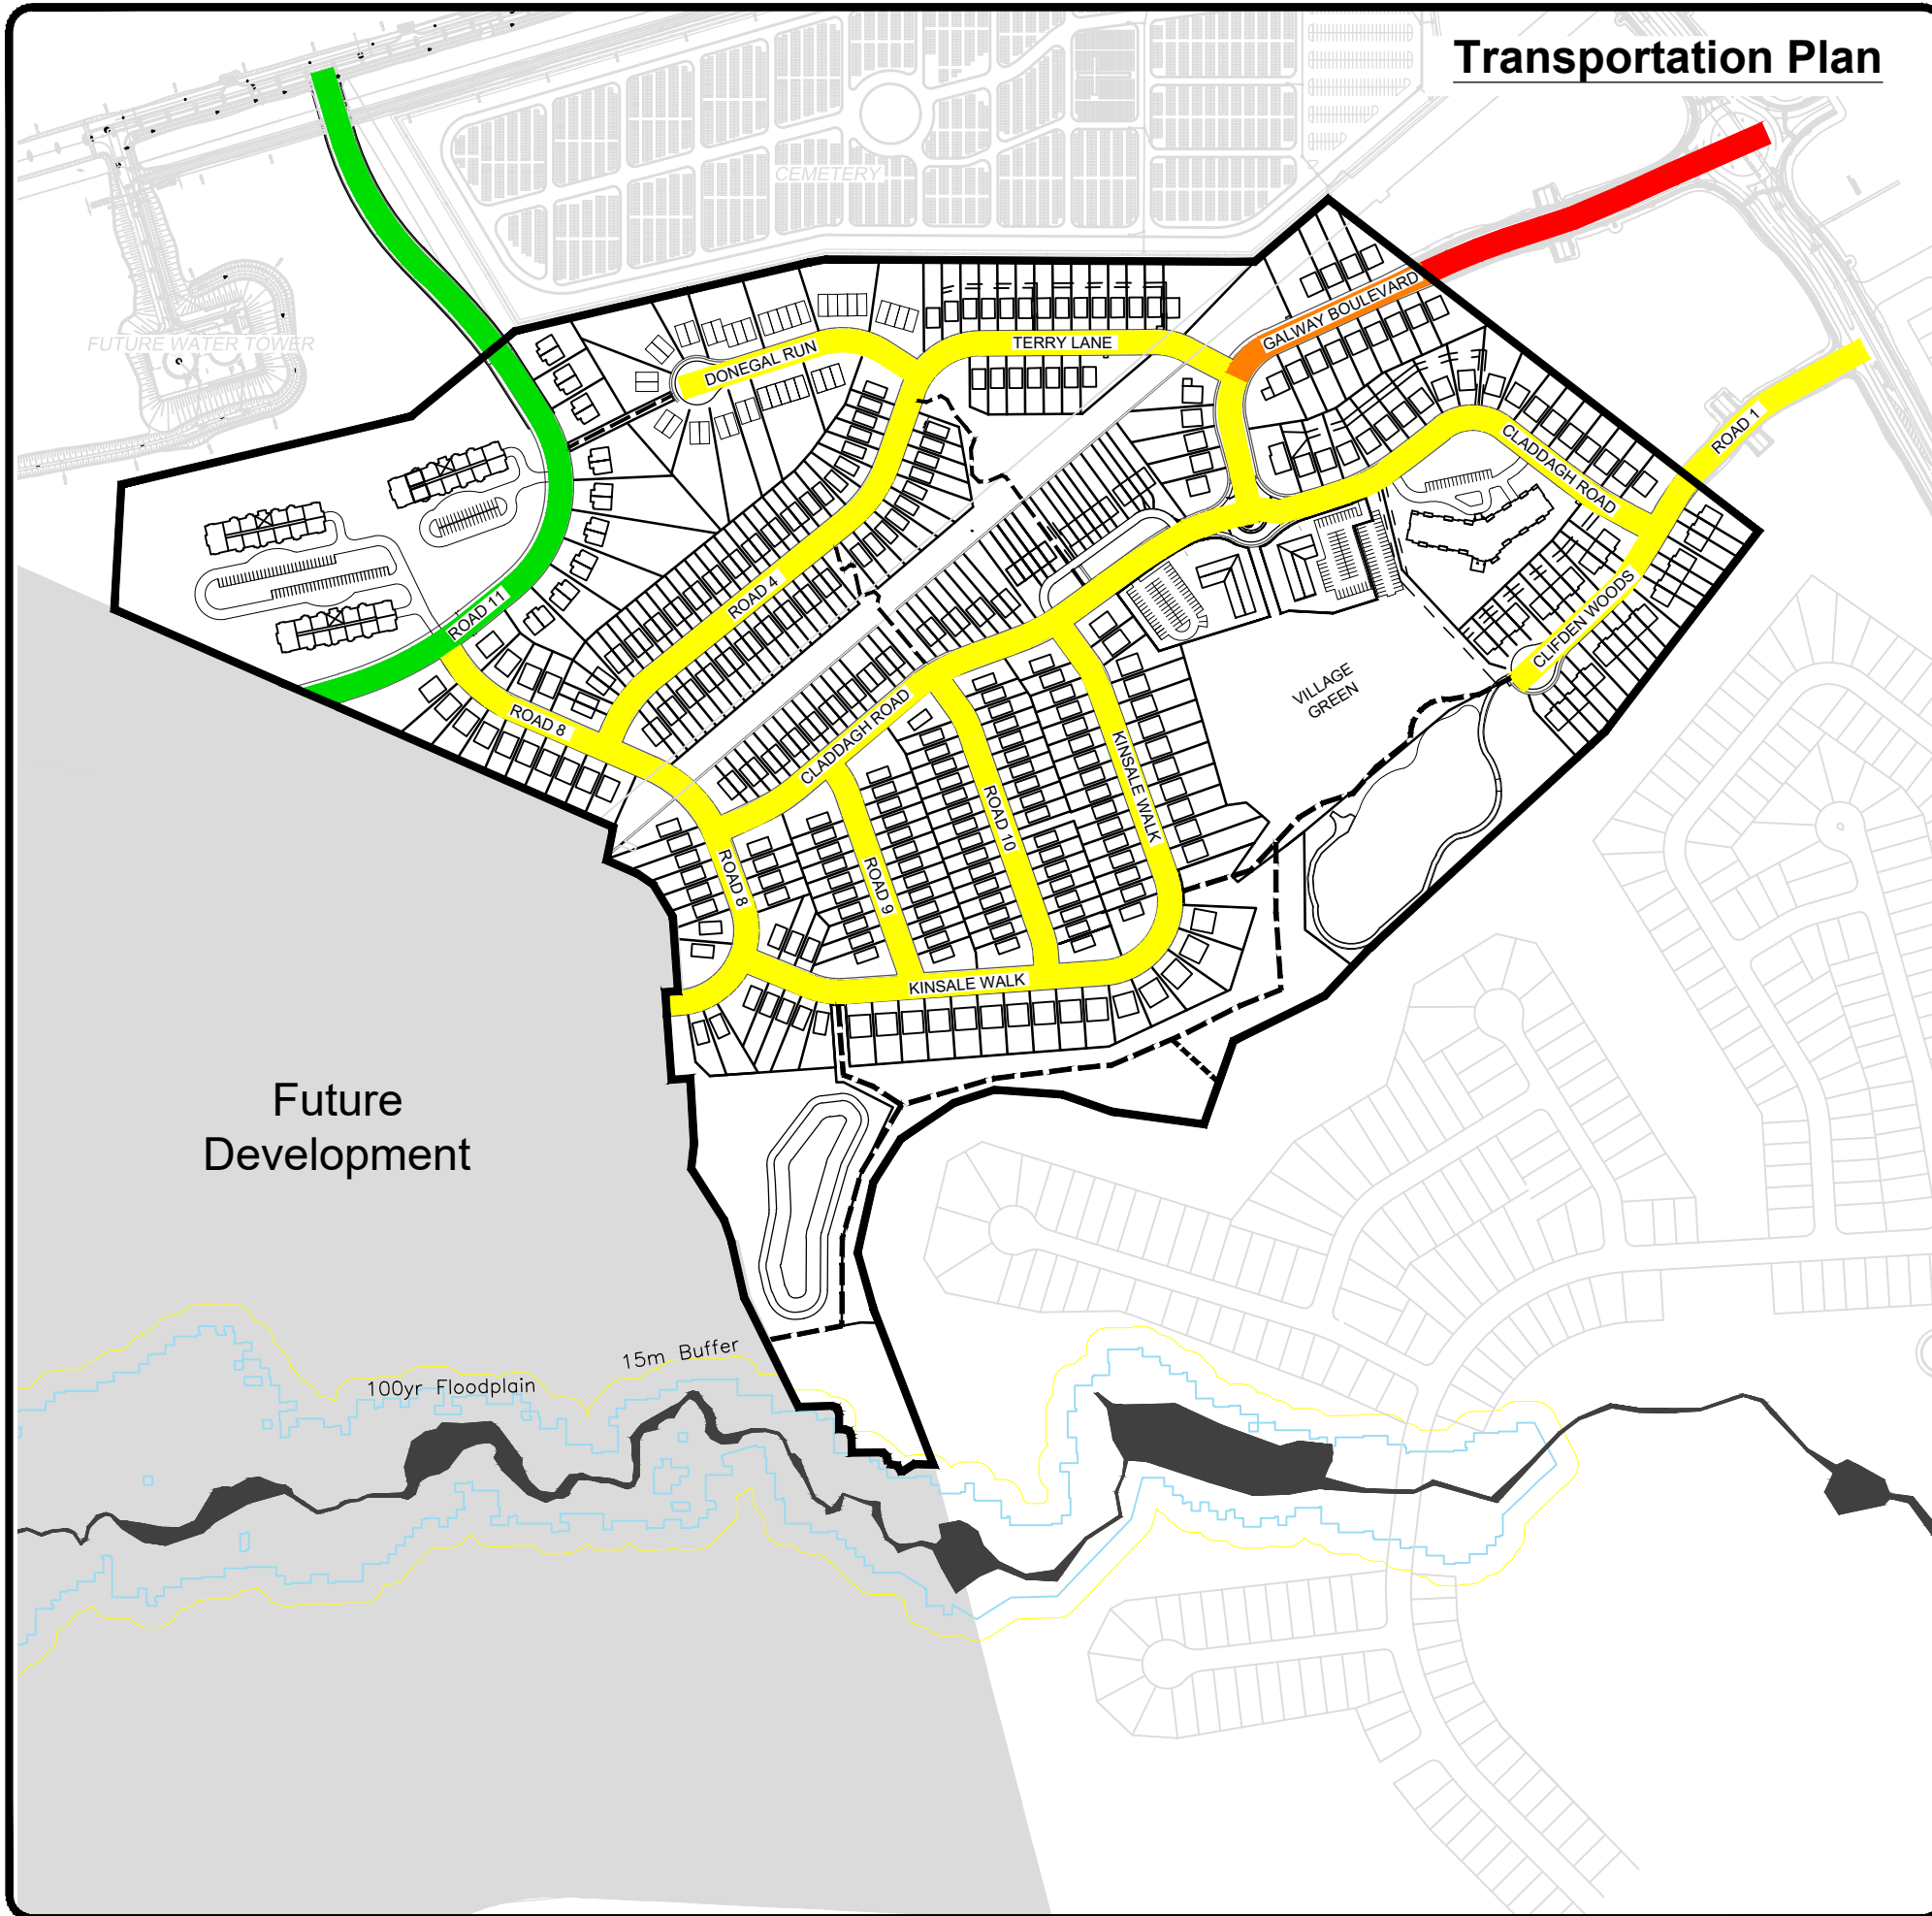 Transportation Plan
CEMETERY
FUTURE WATER TOWER
GALWAY BOULEVARD
TERRY LANE
DONEGAL RUN
ROAD 1
CLADDAGH ROAD
ROAD 4
ROAD 11
CLIFDEN WOODS
VILLAGE
GREEN
ROAD 8
CLADDAGH ROAD
KINSALE WALK
ROAD 10
ROAD 9
ROAD 8
KINSALE WALK
Future
Development
15m Buffer
100yr Floodplain